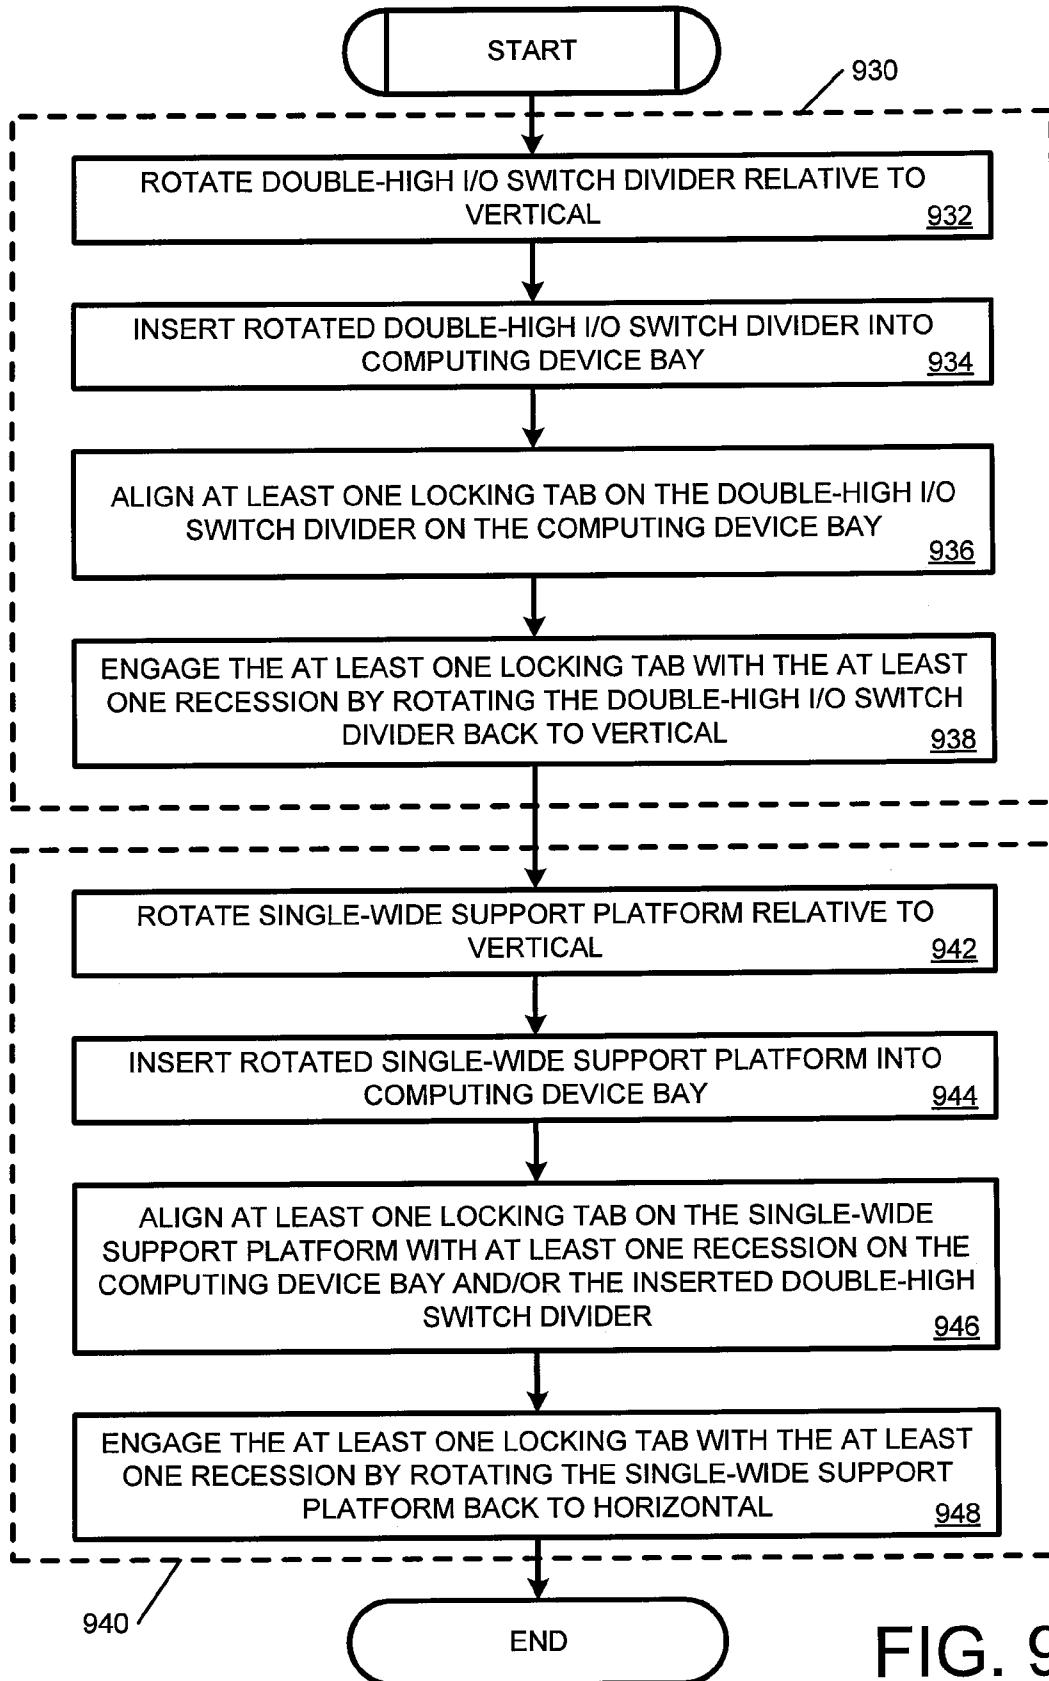 START
930
ROTATE DOUBLE-HIGH I/O SWITCH DIVIDER RELATIVE TO
VERTICAL
932
INSERT ROTATED DOUBLE-HIGH I/O SWITCH DIVIDER INTO
COMPUTING DEVICE BAY
934
ALIGN AT LEAST ONE LOCKING TAB ON THE DOUBLE-HIGH I/O
SWITCH DIVIDER ON THE COMPUTING DEVICE BAY
936
ENGAGE THE AT LEAST ONE LOCKING TAB WITH THE AT LEAST
ONE RECESSION BY ROTATING THE DOUBLE-HIGH I/O SWITCH
DIVIDER BACK TO VERTICAL
938
ROTATE SINGLE-WIDE SUPPORT PLATFORM RELATIVE TO
VERTICAL
942
INSERT ROTATED SINGLE-WIDE SUPPORT PLATFORM INTO
COMPUTING DEVICE BAY
944
ALIGN AT LEAST ONE LOCKING TAB ON THE SINGLE-WIDE
SUPPORT PLATFORM WITH AT LEAST ONE RECESSION ON THE
COMPUTING DEVICE BAY AND/OR THE INSERTED DOUBLE-HIGH
SWITCH DIVIDER
946
ENGAGE THE AT LEAST ONE LOCKING TAB WITH THE AT LEAST
ONE RECESSION BY ROTATING THE SINGLE-WIDE SUPPORT
PLATFORM BACK TO HORIZONTAL
948
940
END
FIG. 9